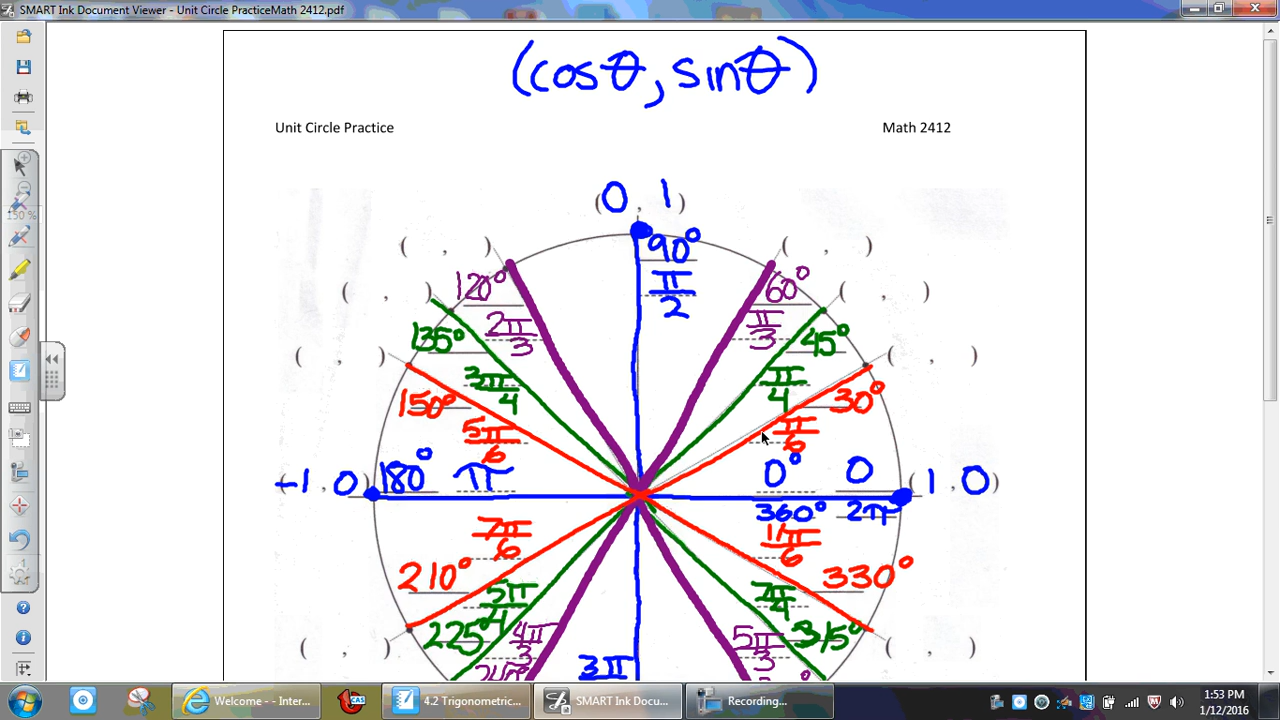 SMART Ink Document Viewer - Unit Circle PracticeMath 2412.pdf
(cosθ, sinθ)
Unit Circle Practice Math 2412
(0, 1)
( , ) 90° ( , )
120° π/2 60°
( , ) 2π/3 π/3 ( , )
135° 45°
( , ) 3π/4 π/4 ( , )
150° 30°
5π/6 π/6
-1, 0) 180° π 0° 0 (1, 0)
360° 2π
7π/6 11π/6
210° 330°
5π/4 7π/4
225° 4π/3 5π/3 315°
( , ) 3π ( , )
150 %
Welcome - - Inter...
CAS
4.2 Trigonometric...
SMART Ink Docu...
Recording...
1:53 PM
1/12/2016